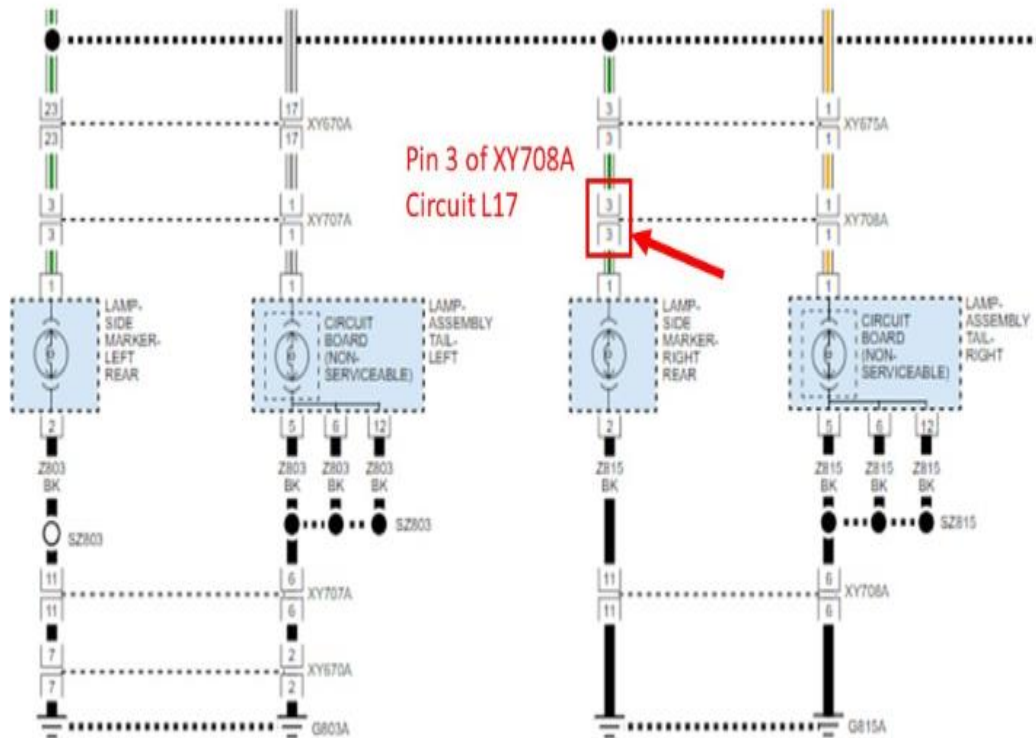 23
17
3
1
XY670A
XY675A
23
17
3
1
Pin 3 of XY708A
Circuit L17
3
1
3
1
XY707A
XY708A
3
1
3
1
1
1
1
1
LAMP-
SIDE
MARKER-
LEFT
REAR
CIRCUIT
BOARD
(NON-
SERVICEABLE)
LAMP-
ASSEMBLY
TAIL-
LEFT
LAMP-
SIDE
MARKER-
RIGHT
REAR
CIRCUIT
BOARD
(NON-
SERVICEABLE)
LAMP-
ASSEMBLY
TAIL-
RIGHT
2
5
6
12
2
5
6
12
Z803
BK
Z803
BK
Z803
BK
Z803
BK
Z815
BK
Z815
BK
Z815
BK
Z815
BK
SZ803
SZ803
SZ815
11
6
11
6
XY707A
XY708A
11
6
11
6
7
2
XY670A
7
2
G803A
G815A